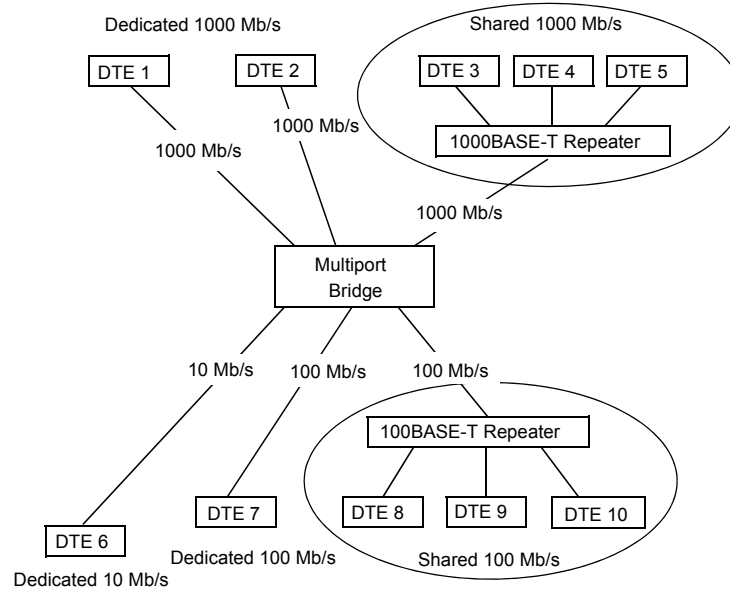 Dedicated 1000 Mb/s
Shared 1000 Mb/s
DTE 1
DTE 2
DTE 3
DTE 4
DTE 5
1000 Mb/s
1000 Mb/s
1000BASE-T Repeater
1000 Mb/s
Multiport
Bridge
10 Mb/s
100 Mb/s
100 Mb/s
100BASE-T Repeater
DTE 6
DTE 7
DTE 8
DTE 9
DTE 10
Dedicated 10 Mb/s
Dedicated 100 Mb/s
Shared 100 Mb/s